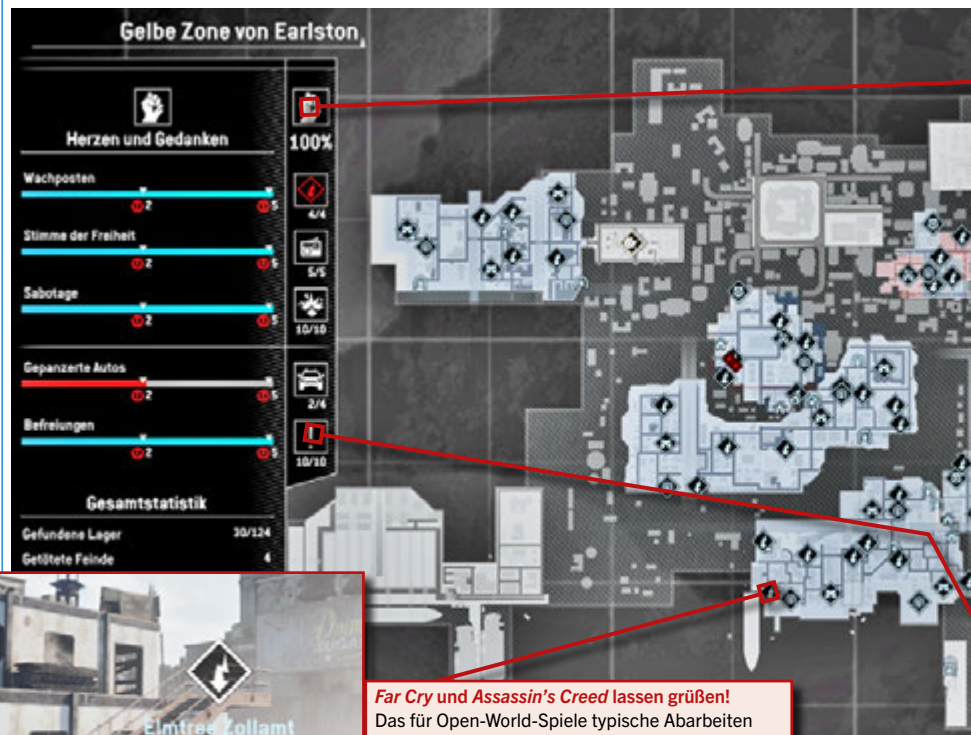 Gelbe Zone von Earlston
Herzen und Gedanken
100%
Wachposten
2
5
4/4
Stimme der Freiheit
2
5
5/5
Sabotage
2
5
10/10
Gepanzerte Autos
2
5
2/4
Befreiungen
2
5
10/10
Gesamtstatistik
Gefundene Lager 30/124
Getötete Feinde 4
Elmtree Zollamt
Far Cry und Assassin's Creed lassen grüßen!
Das für Open-World-Spiele typische Abarbeiten